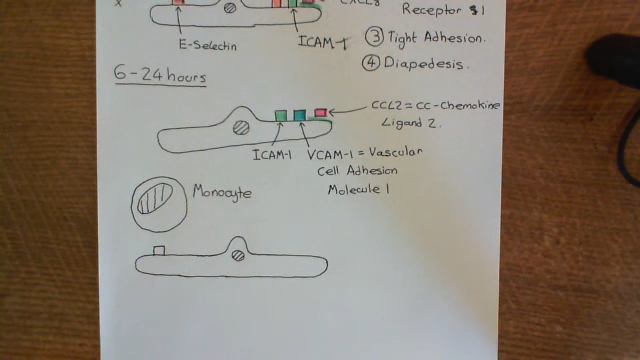 CXCL8
Receptor $1
E-Selectin
ICAM-1
③ Tight Adhesion.
④ Diapedesis.
6-24 hours
CCL2 = CC-Chemokine
Ligand 2.
ICAM-1 VCAM-1 = Vascular
Cell Adhesion
Molecule 1
Monocyte